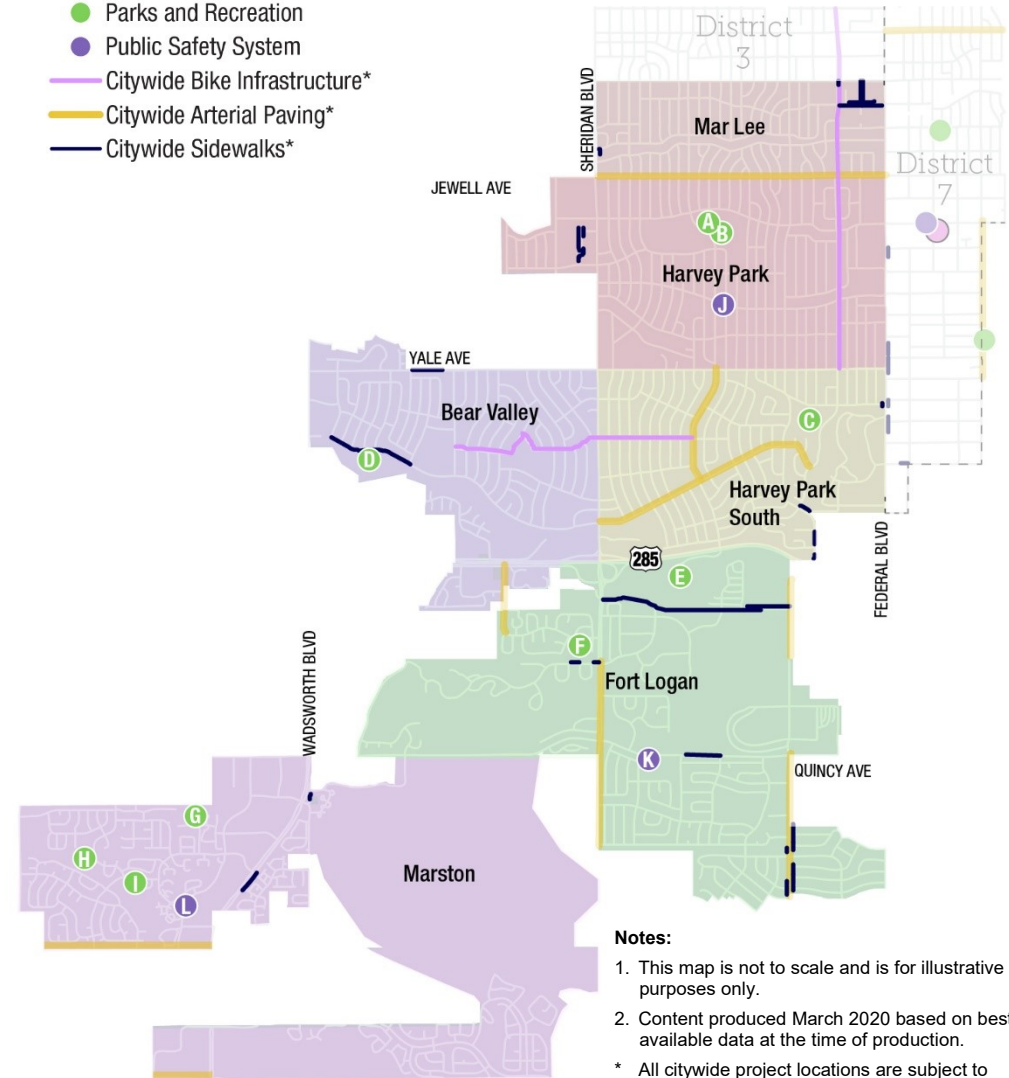 Parks and Recreation
Public Safety System
Citywide Bike Infrastructure*
Citywide Arterial Paving*
Citywide Sidewalks*
District
3
SHERIDAN BLVD
Mar Lee
District
7
JEWELL AVE
A
B
Harvey Park
J
YALE AVE
Bear Valley
C
D
Harvey Park
South
285
E
FEDERAL BLVD
F
WADSWORTH BLVD
Fort Logan
K
QUINCY AVE
G
H
I
L
Marston
Notes:
1. This map is not to scale and is for illustrative
purposes only.
2. Content produced March 2020 based on best
available data at the time of production.
* All citywide project locations are subject to